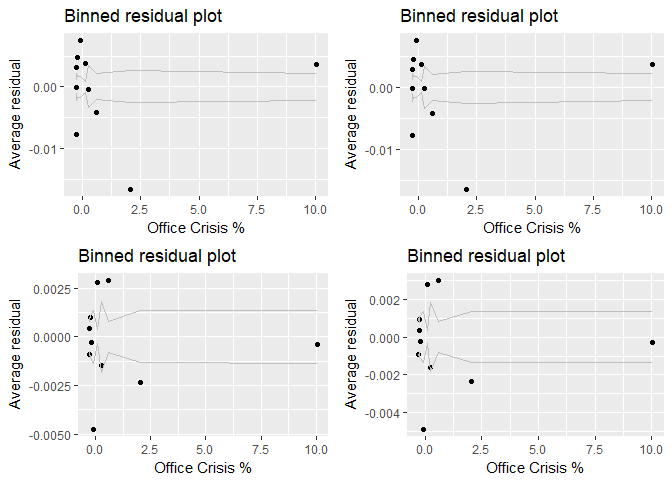 Binned residual plot
Average residual
0.00
-0.01
0.0 2.5 5.0 7.5 10.0
Office Crisis %
Binned residual plot
Average residual
0.00
-0.01
0.0 2.5 5.0 7.5 10.0
Office Crisis %
Binned residual plot
Average residual
0.0025
0.0000
-0.0025
-0.0050
0.0 2.5 5.0 7.5 10.0
Office Crisis %
Binned residual plot
Average residual
0.002
0.000
-0.002
-0.004
0.0 2.5 5.0 7.5 10.0
Office Crisis %